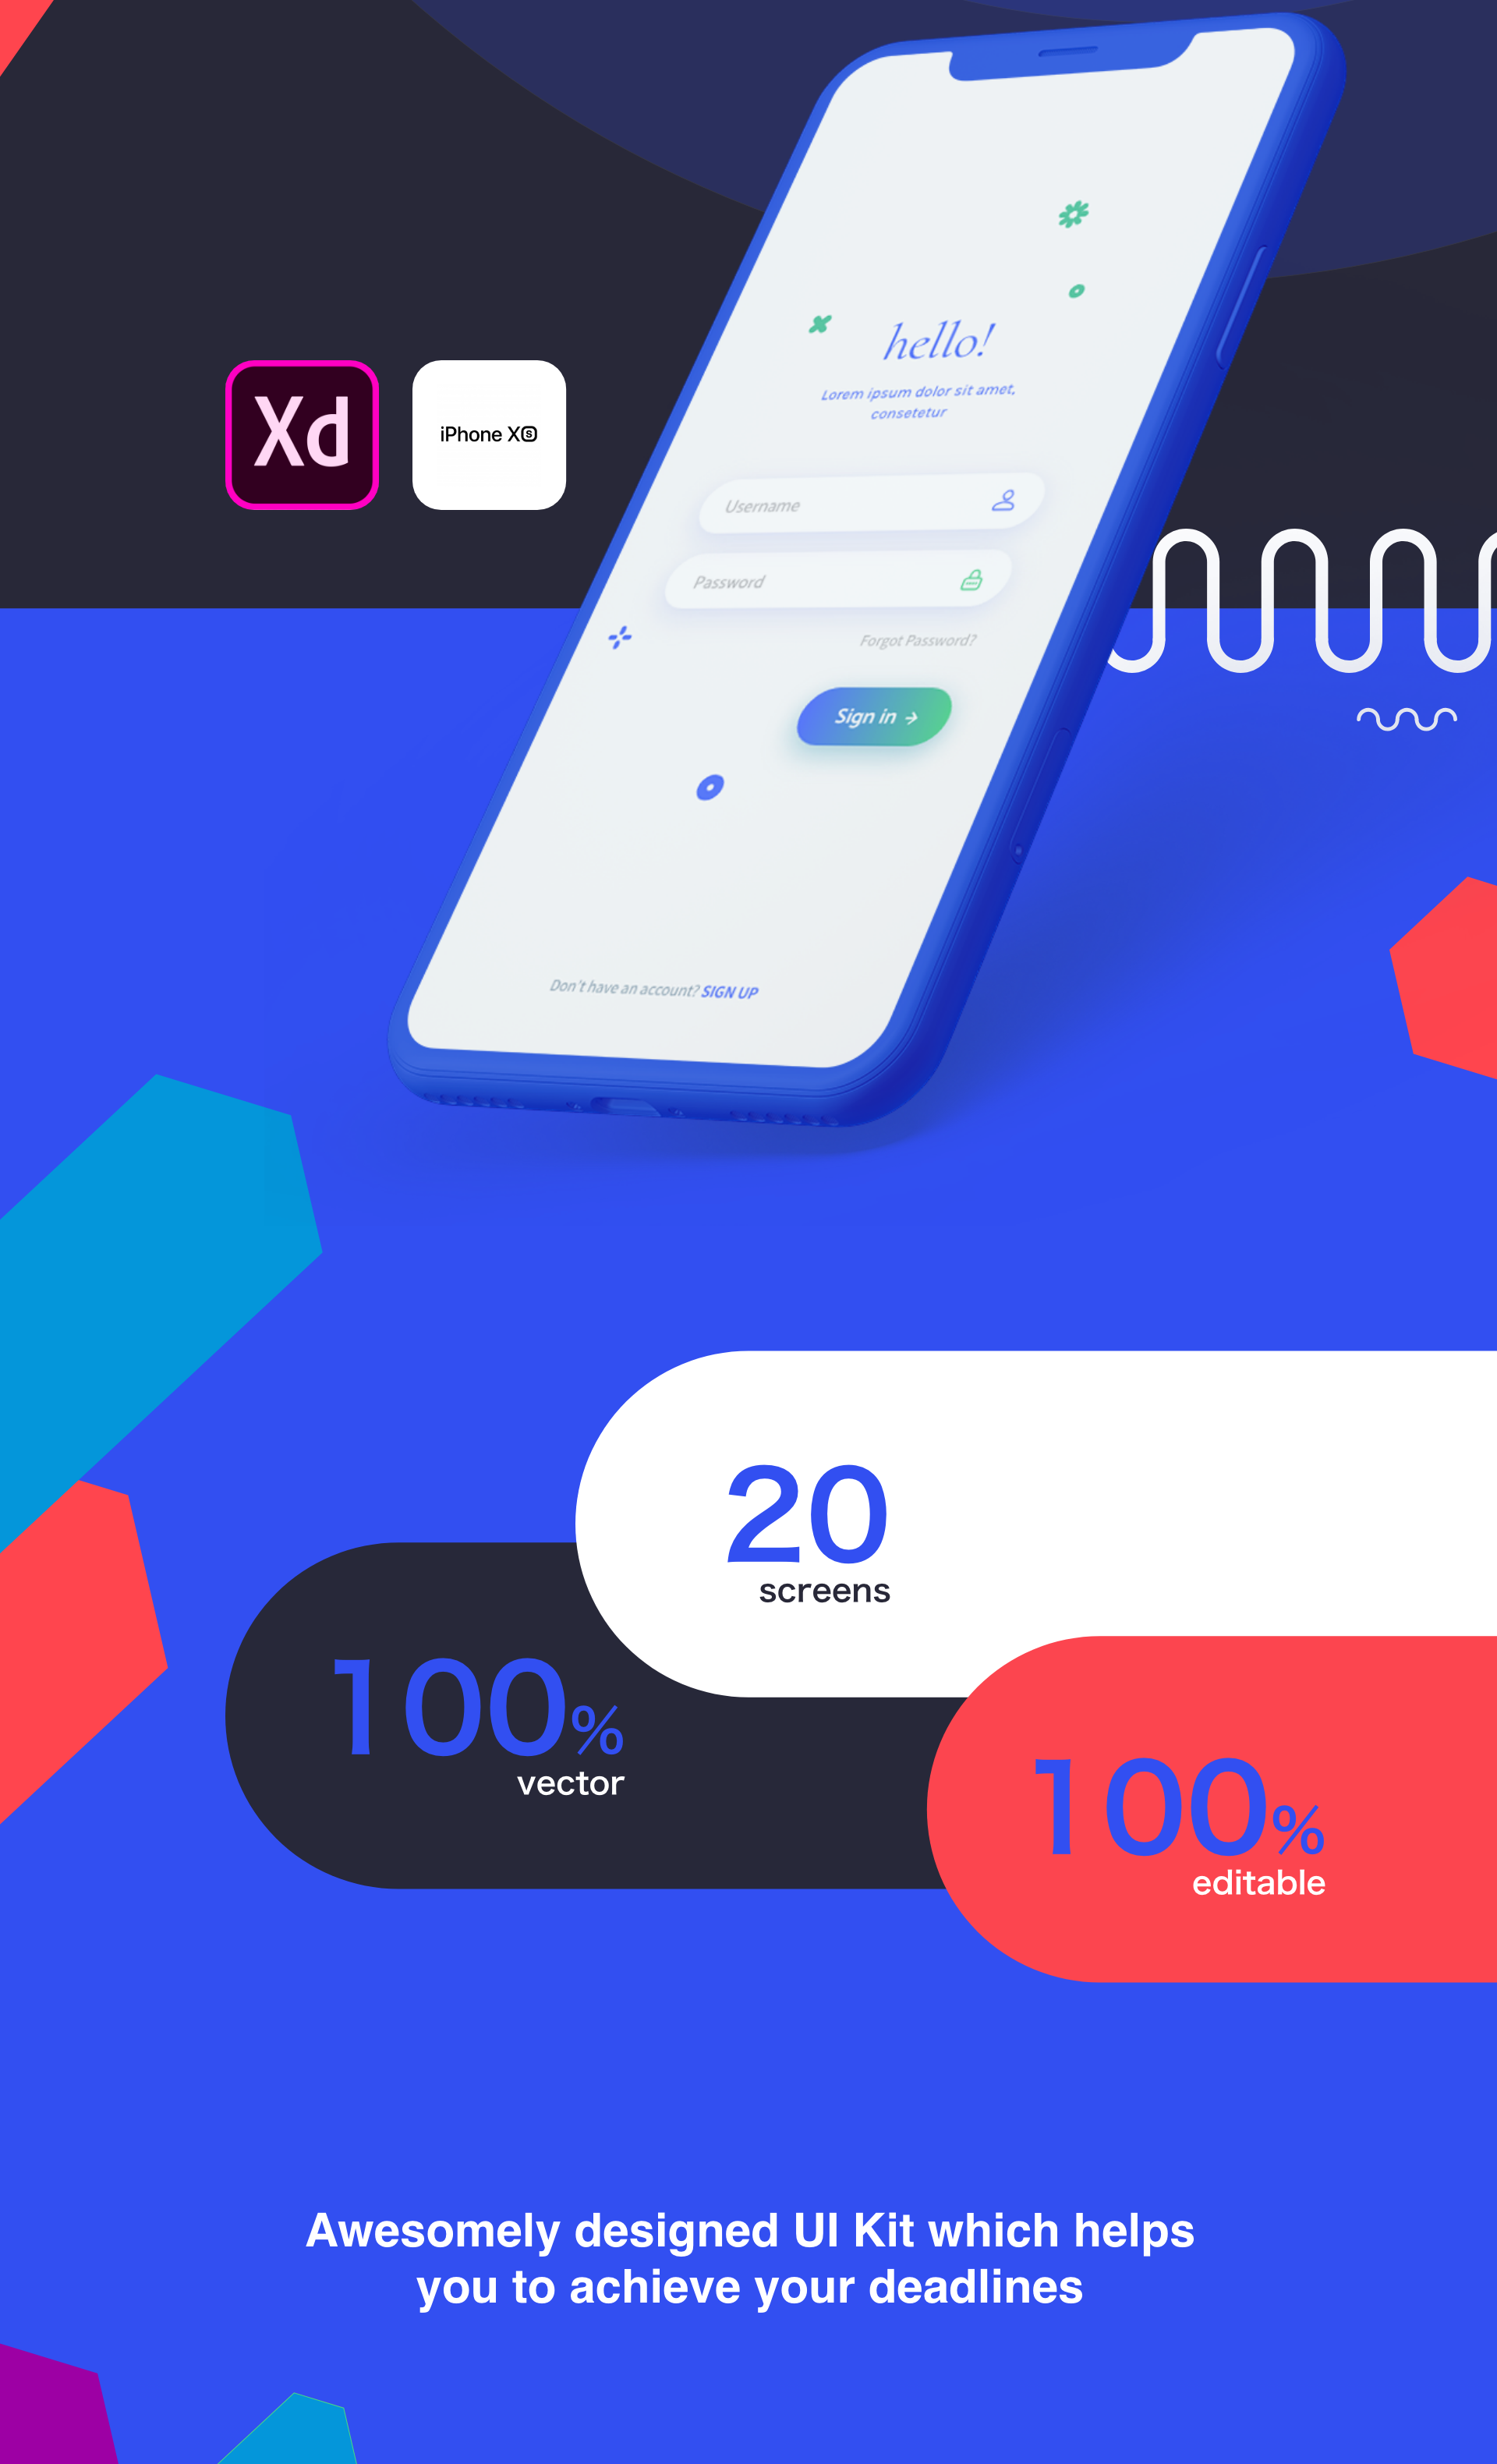 hello!
Lorem ipsum dolor sit amet,
consetetur
Xd
iPhone XS
Username
Password
Forgot Password?
Sign in →
Don't have an account? SIGN UP
20
screens
100%
vector
100%
editable
Awesomely designed UI Kit which helps
you to achieve your deadlines